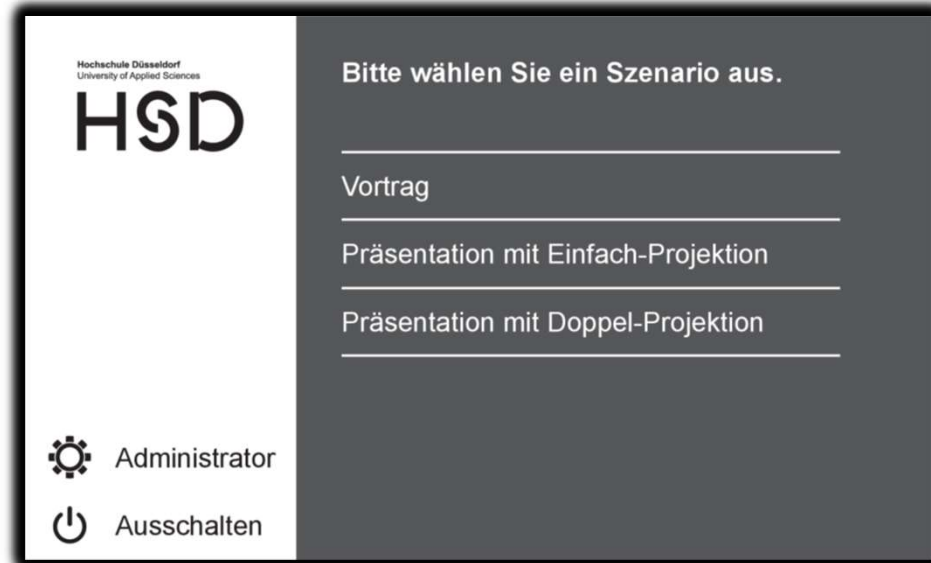 Hochschule Düsseldorf
University of Applied Sciences
HSD
Administrator
Ausschalten
Bitte wählen Sie ein Szenario aus.
Vortrag
Präsentation mit Einfach-Projektion
Präsentation mit Doppel-Projektion